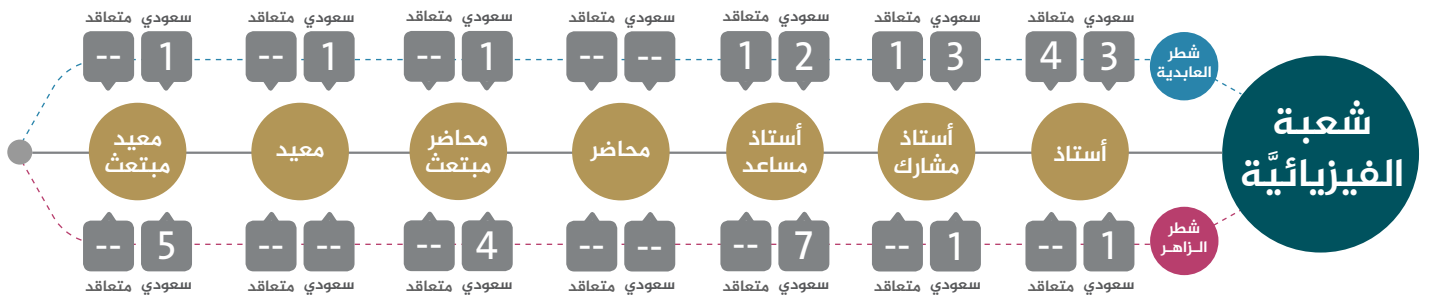 سعودي متعاقد سعودي متعاقد سعودي متعاقد سعودي متعاقد سعودي متعاقد سعودي متعاقد سعودي متعاقد
3 4 3 1 2 1 -- -- 1 -- 1 -- 1 --
شطر
العابدية
شعبة
الفيزيائيَّة
أستاذ
أستاذ
مشارك
أستاذ
مساعد
محاضر
محاضر
مبتعث
معيد
معيد
مبتعث
شطر
الزاهر
1 -- 1 -- 7 -- -- -- 4 -- -- -- 5 --
سعودي متعاقد سعودي متعاقد سعودي متعاقد سعودي متعاقد سعودي متعاقد سعودي متعاقد سعودي متعاقد